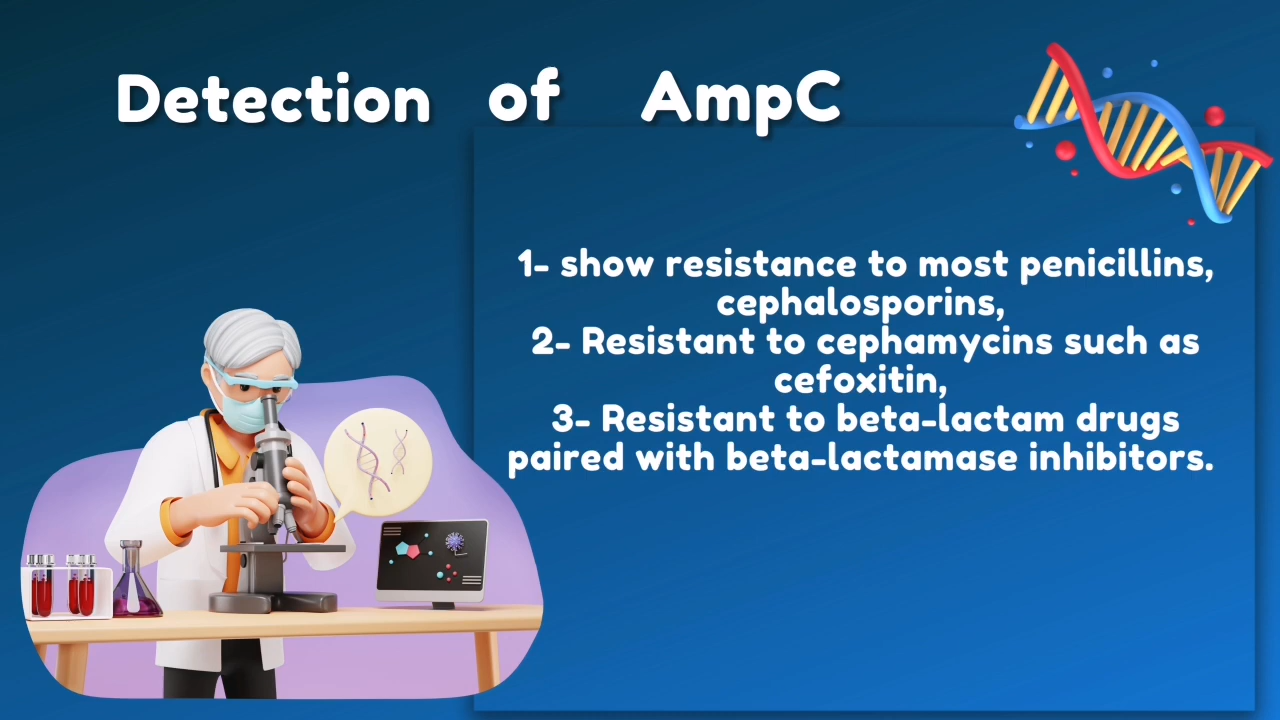 Detection of AmpC
1- show resistance to most penicillins,
cephalosporins,
2- Resistant to cephamycins such as
cefoxitin,
3- Resistant to beta-lactam drugs
paired with beta-lactamase inhibitors.